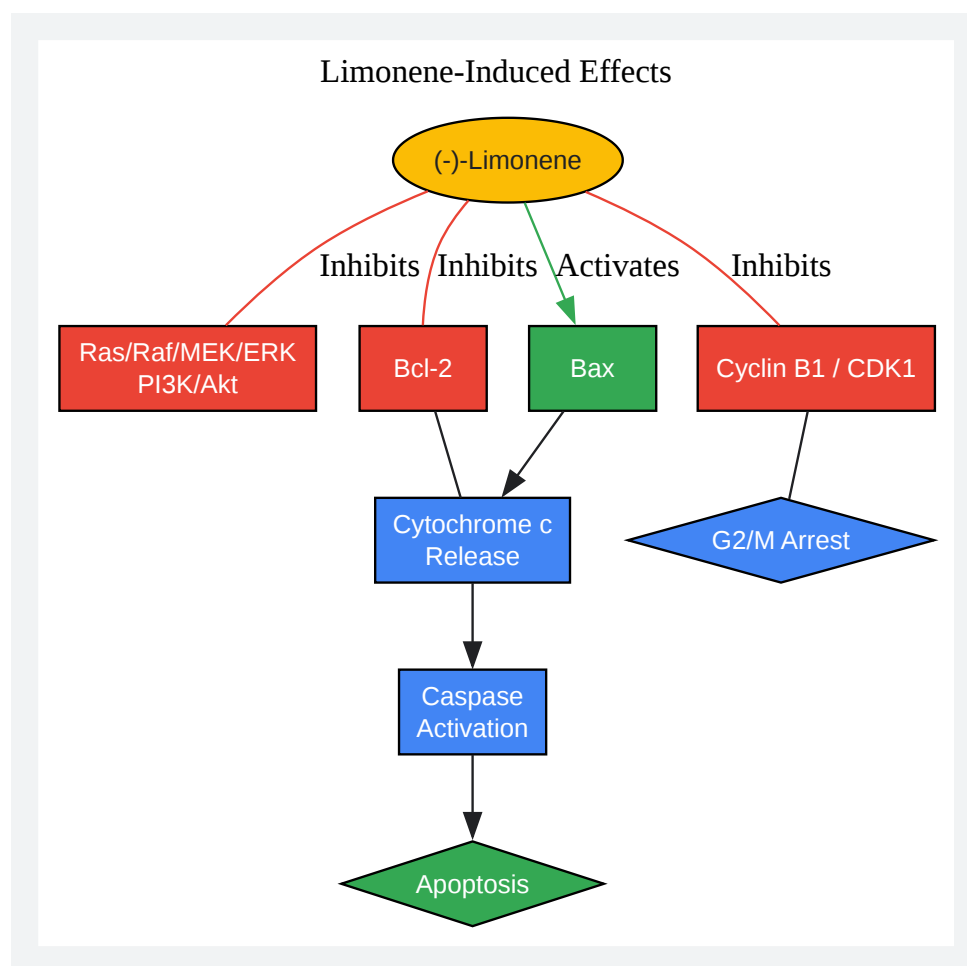 Limonene-Induced Effects
(-)-Limonene
Inhibits
Inhibits
Activates
Inhibits
Ras/Raf/MEK/ERK
PI3K/Akt
Bcl-2
Bax
Cyclin B1 / CDK1
Cytochrome c
Release
G2/M Arrest
Caspase
Activation
Apoptosis